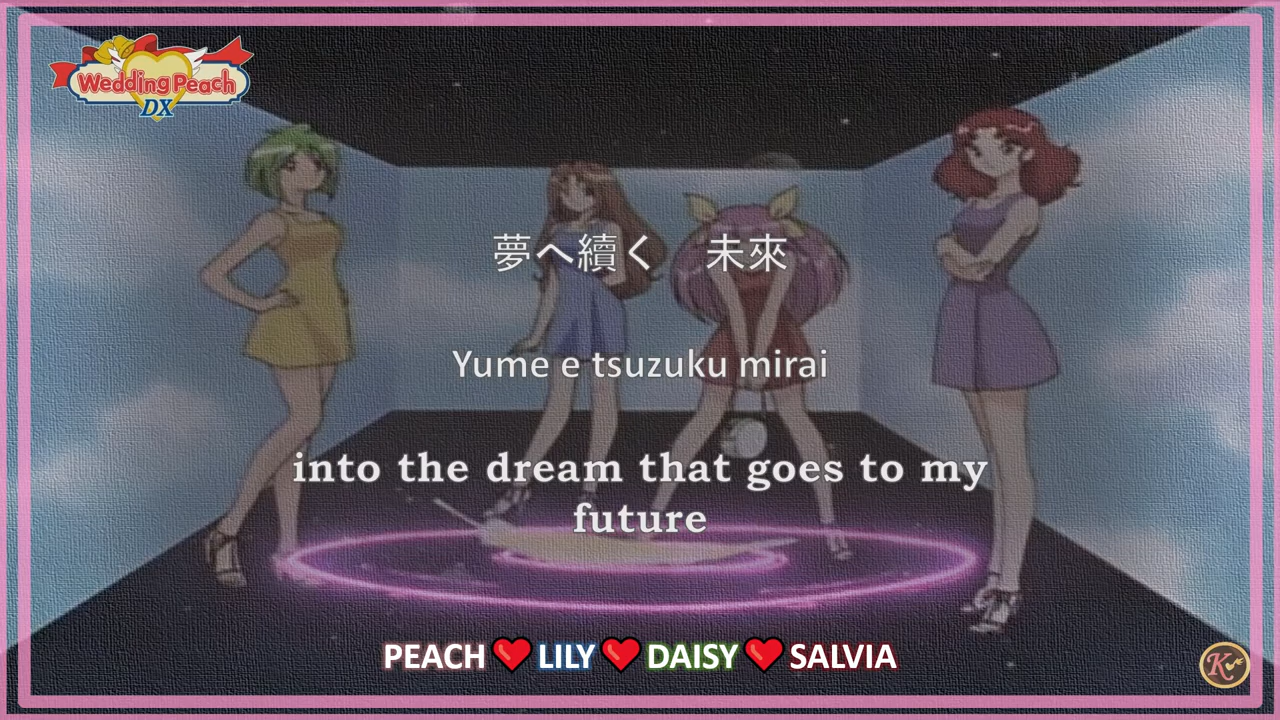 Wedding Peach
DX
夢へ續く　未來
Yume e tsuzuku mirai
into the dream that goes to my
future
PEACH❤LILY❤DAISY❤SALVIA
K